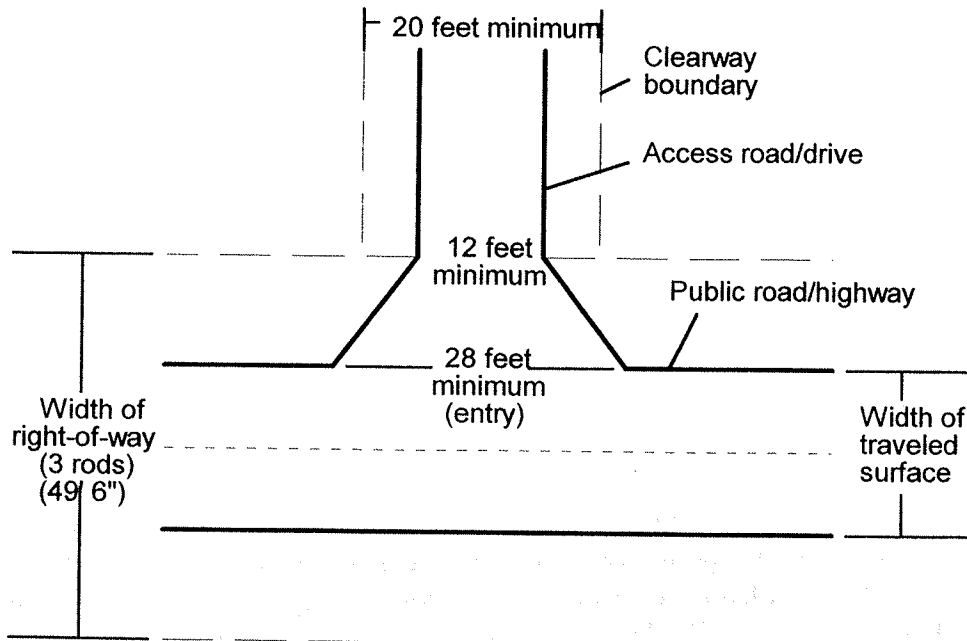 20 feet minimum
Clearway
boundary
Access road/drive
12 feet
minimum
Public road/highway
28 feet
minimum
(entry)
Width of
right-of-way
(3 rods)
(49' 6")
Width of
traveled
surface